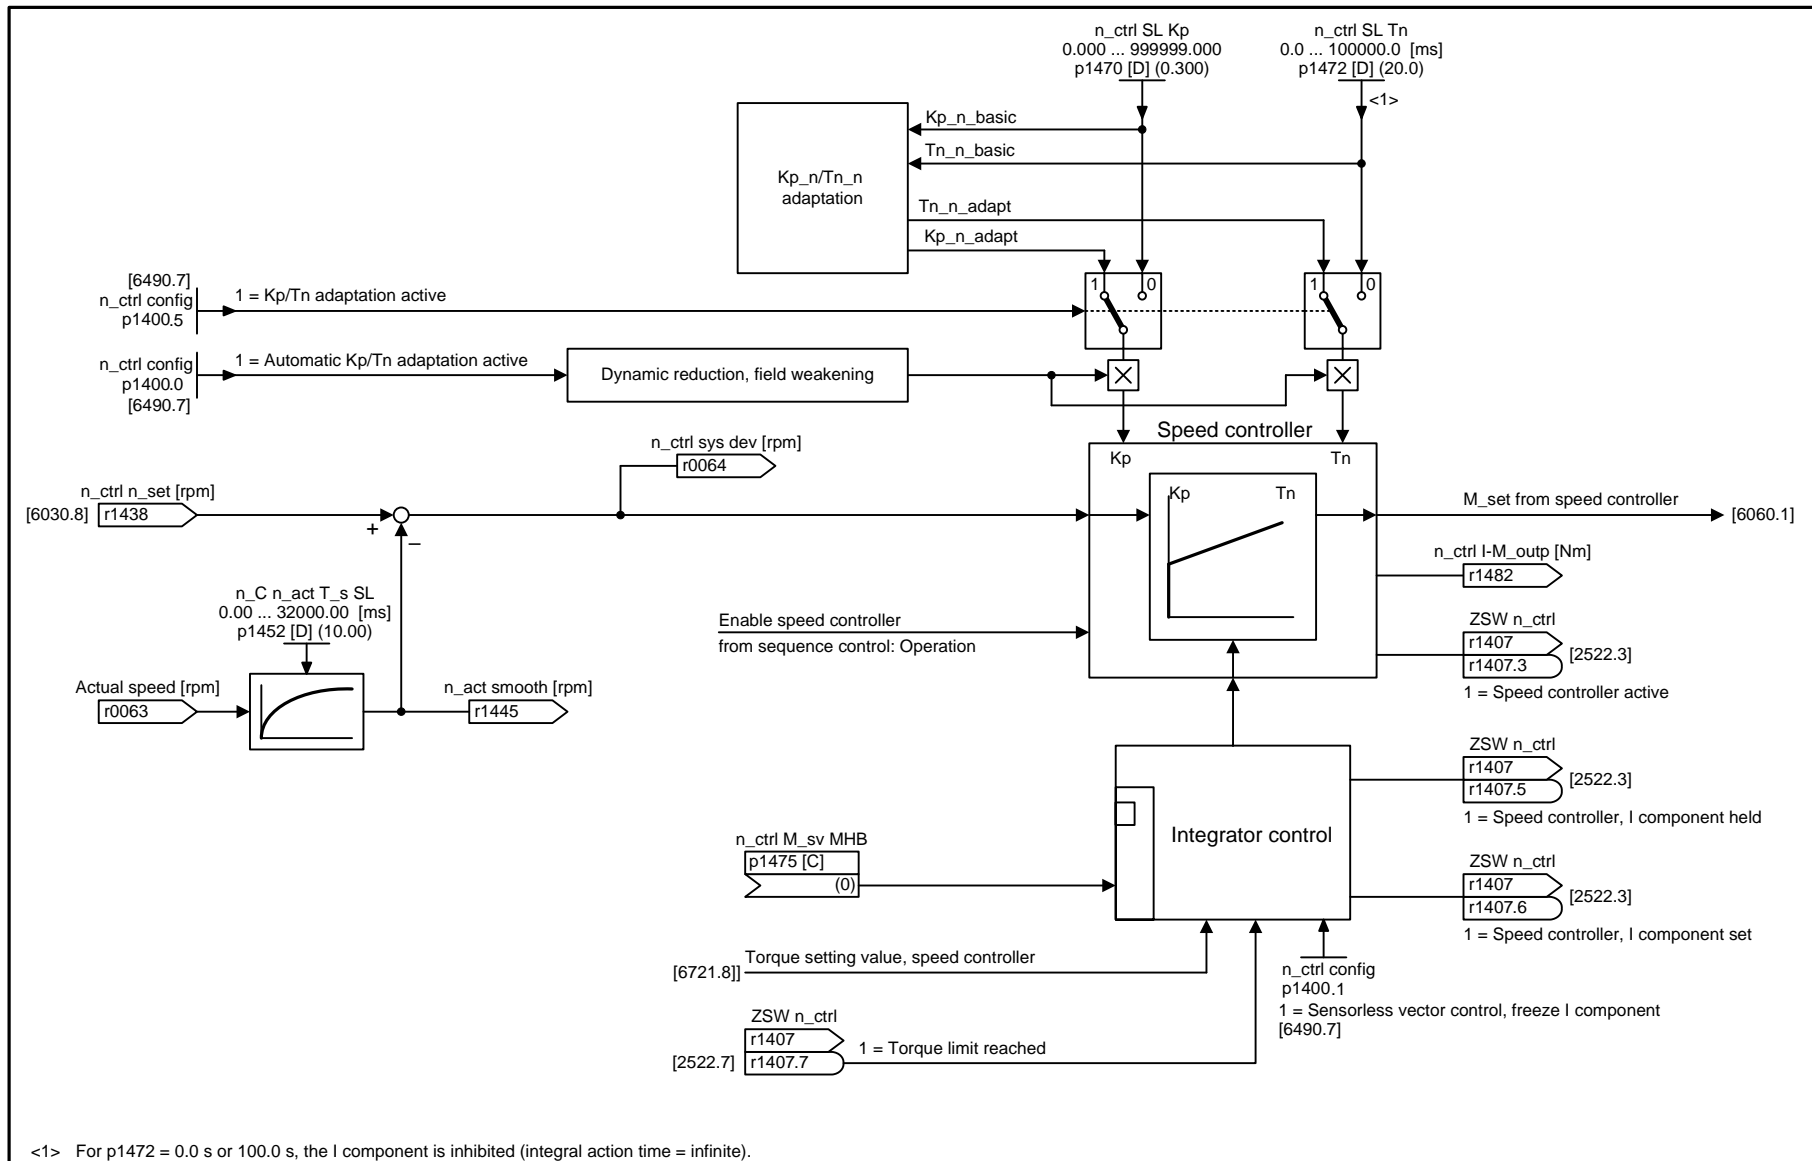 n_ctrl SL Kp
0.000 ... 999999.000
p1470 [D] (0.300)
n_ctrl SL Tn
0.0 ... 100000.0 [ms]
p1472 [D] (20.0)
<1>
Kp_n_basic
Tn_n_basic
Kp_n/Tn_n
adaptation
Tn_n_adapt
Kp_n_adapt
1
0
1
0
[6490.7]
n_ctrl config
p1400.5
1 = Kp/Tn adaptation active
n_ctrl config
p1400.0
[6490.7]
1 = Automatic Kp/Tn adaptation active
Dynamic reduction, field weakening
Speed controller
Kp
Tn
Kp
Tn
n_ctrl sys dev [rpm]
r0064
n_ctrl n_set [rpm]
[6030.8]
r1438
+
–
M_set from speed controller
[6060.1]
n_ctrl I-M_outp [Nm]
r1482
n_C n_act T_s SL
0.00 ... 32000.00 [ms]
p1452 [D] (10.00)
Enable speed controller
from sequence control: Operation
ZSW n_ctrl
r1407
r1407.3
[2522.3]
1 = Speed controller active
Actual speed [rpm]
r0063
n_act smooth [rpm]
r1445
ZSW n_ctrl
r1407
r1407.5
[2522.3]
1 = Speed controller, I component held
Integrator control
n_ctrl M_sv MHB
p1475 [C]
(0)
ZSW n_ctrl
r1407
r1407.6
[2522.3]
1 = Speed controller, I component set
[6721.8]]
Torque setting value, speed controller
n_ctrl config
p1400.1
1 = Sensorless vector control, freeze I component
[6490.7]
ZSW n_ctrl
r1407
[2522.7]
r1407.7
1 = Torque limit reached
<1> For p1472 = 0.0 s or 100.0 s, the I component is inhibited (integral action time = infinite).